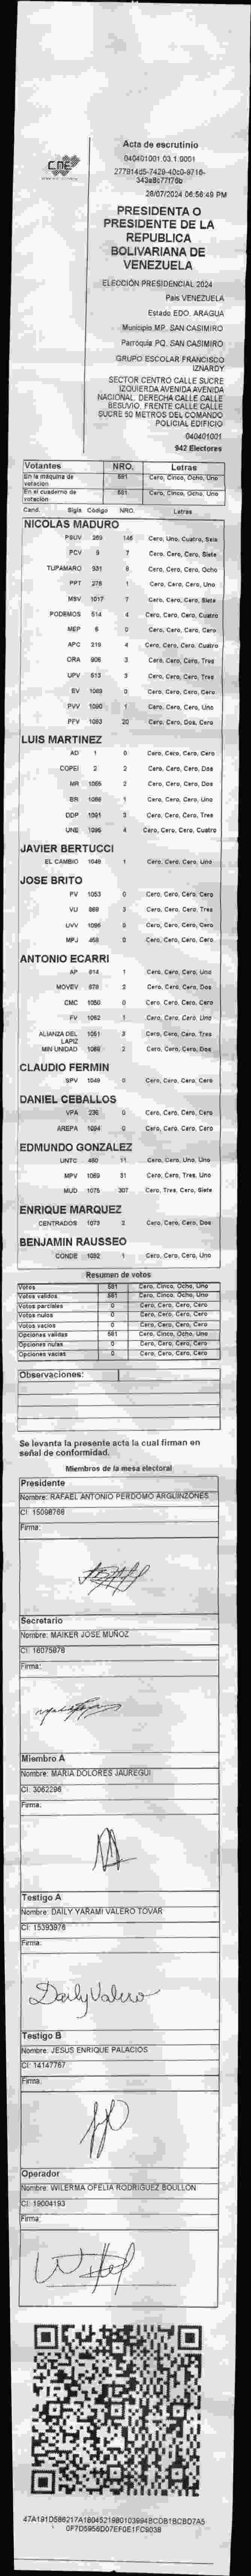 CNE
Acta de escrutinio
040401001.03.1.0001
26/07/2024 06:56:49 PM
PRESIDENTA O
PRESIDENTE DE LA
REPUBLICA
BOLIVARIANA DE
VENEZUELA
ELECCIÓN PRESIDENCIAL 2024
País VENEZUELA
Estado EDO. ARAGUA
Municipio MP. SAN CASIMIRO
Parroquia PQ. SAN CASIMIRO
GRUPO ESCOLAR FRANCISCO
IZNARDY
SECTOR CENTRO CALLE SUCRE
IZQUIERDA AVENIDA AVENIDA
NACIONAL. DERECHA CALLE CALLE
BESUVIO. FRENTE CALLE CALLE
SUCRE 50 METROS DEL COMANDO
POLICIAL EDIFICIO
040401001
942 Electores
Votantes NRO. Letras
En la máquina de votación 581 Cero, Cinco, Ocho, Uno
En el cuaderno de votación 581 Cero, Cinco, Ocho, Uno
Cand. Sigla Código NRO. Letras
NICOLAS MADURO
PSUV 269 146 Cero, Uno, Cuatro, Seis
PCV 7 Cero, Cero, Cero, Siete
TUPAMARO 531 8 Cero, Cero, Cero, Ocho
PPT 276 1 Cero, Cero, Cero, Uno
MSV 1017 7 Cero, Cero, Cero, Siete
PODEMOS 514 4 Cero, Cero, Cero, Cuatro
MEP 6 0 Cero, Cero, Cero, Cero
APC 219 4 Cero, Cero, Cero, Cuatro
ORA 906 3 Cero, Cero, Cero, Tres
UPV 513 3 Cero, Cero, Cero, Tres
EV 1089 0 Cero, Cero, Cero, Cero
PVV 1090 1 Cero, Cero, Cero, Uno
PFV 1093 20 Cero, Cero, Dos, Cero
LUIS MARTINEZ
AD 1 0 Cero, Cero, Cero, Cero
COPEI 2 2 Cero, Cero, Cero, Dos
MR 1065 2 Cero, Cero, Cero, Dos
BR 1086 1 Cero, Cero, Cero, Uno
DDP 1091 3 Cero, Cero, Cero, Tres
UNE 1096 4 Cero, Cero, Cero, Cuatro
JAVIER BERTUCCI
EL CAMBIO 1049 1 Cero, Cero, Cero, Uno
JOSE BRITO
PV 1053 0 Cero, Cero, Cero, Cero
VU 989 3 Cero, Cero, Cero, Tres
UVV 1095 0 Cero, Cero, Cero, Cero
MPJ 458 0 Cero, Cero, Cero, Cero
ANTONIO ECARRI
AP 914 1 Cero, Cero, Cero, Uno
MOVEV 678 2 Cero, Cero, Cero, Dos
CMC 1050 0 Cero, Cero, Cero, Cero
FV 1052 1 Cero, Cero, Cero, Uno
ALIANZA DEL LAPIZ 1051 3 Cero, Cero, Cero, Tres
MIN UNIDAD 1066 2 Cero, Cero, Cero, Dos
CLAUDIO FERMIN
SPV 1048 0 Cero, Cero, Cero, Cero
DANIEL CEBALLOS
VPA 236 0 Cero, Cero, Cero, Cero
AREPA 1094 0 Cero, Cero, Cero, Cero
EDMUNDO GONZALEZ
UNTC 460 11 Cero, Cero, Uno, Uno
MPV 1069 31 Cero, Cero, Tres, Uno
MUD 1075 307 Cero, Tres, Cero, Siete
ENRIQUE MARQUEZ
CENTRADOS 1073 2 Cero, Cero, Cero, Dos
BENJAMIN RAUSSEO
CONDE 1092 1 Cero, Cero, Cero, Uno
Resumen de votos
Votos 581 Cero, Cinco, Ocho, Uno
Votos válidos 581 Cero, Cinco, Ocho, Uno
Votos parciales 0 Cero, Cero, Cero, Cero
Votos nulos 0 Cero, Cero, Cero, Cero
Votos vacíos 0 Cero, Cero, Cero, Cero
Opciones válidas 581 Cero, Cinco, Ocho, Uno
Opciones nulas 0 Cero, Cero, Cero, Cero
Opciones vacías 0 Cero, Cero, Cero, Cero
Observaciones:
Se levanta la presente acta la cual firman en
señal de conformidad.
Miembros de la mesa electoral
Presidente
Nombre: RAFAEL ANTONIO PERDOMO ARGUINZONES
CI: 15098766
Firma:
Secretario
Nombre: MAIKER JOSE MUÑOZ
CI: 16075878
Firma:
Miembro A
Nombre: MARIA DOLORES JAUREGUI
CI: 3062296
Firma:
Testigo A
Nombre: DAILY YARAMI VALERO TOVAR
CI: 15393976
Firma:
Daily Valero
Testigo B
Nombre: JESUS ENRIQUE PALACIOS
CI: 14147767
Firma:
Operador
Nombre: WILERMA OFELIA RODRIGUEZ BOULLON
CI: 19004193
Firma: